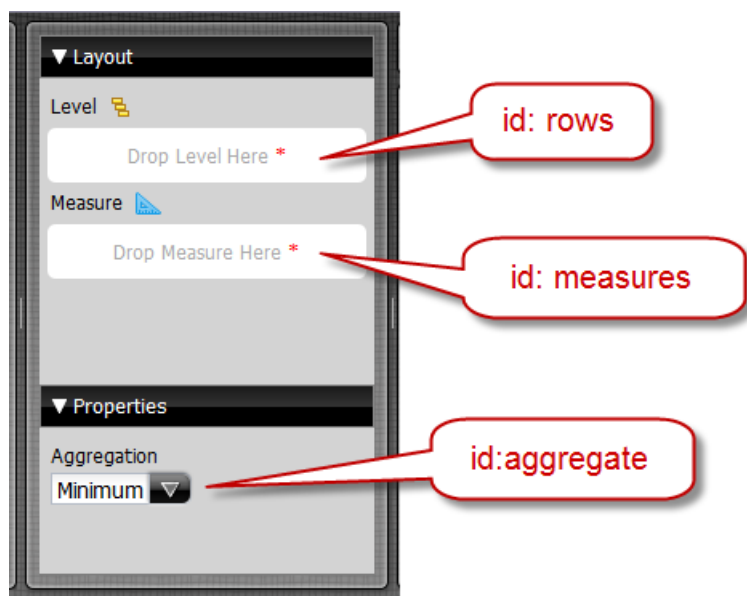 Layout
Level
id: rows
Drop Level Here *
Measure
Drop Measure Here *
id: measures
Properties
Aggregation
id:aggregate
Minimum